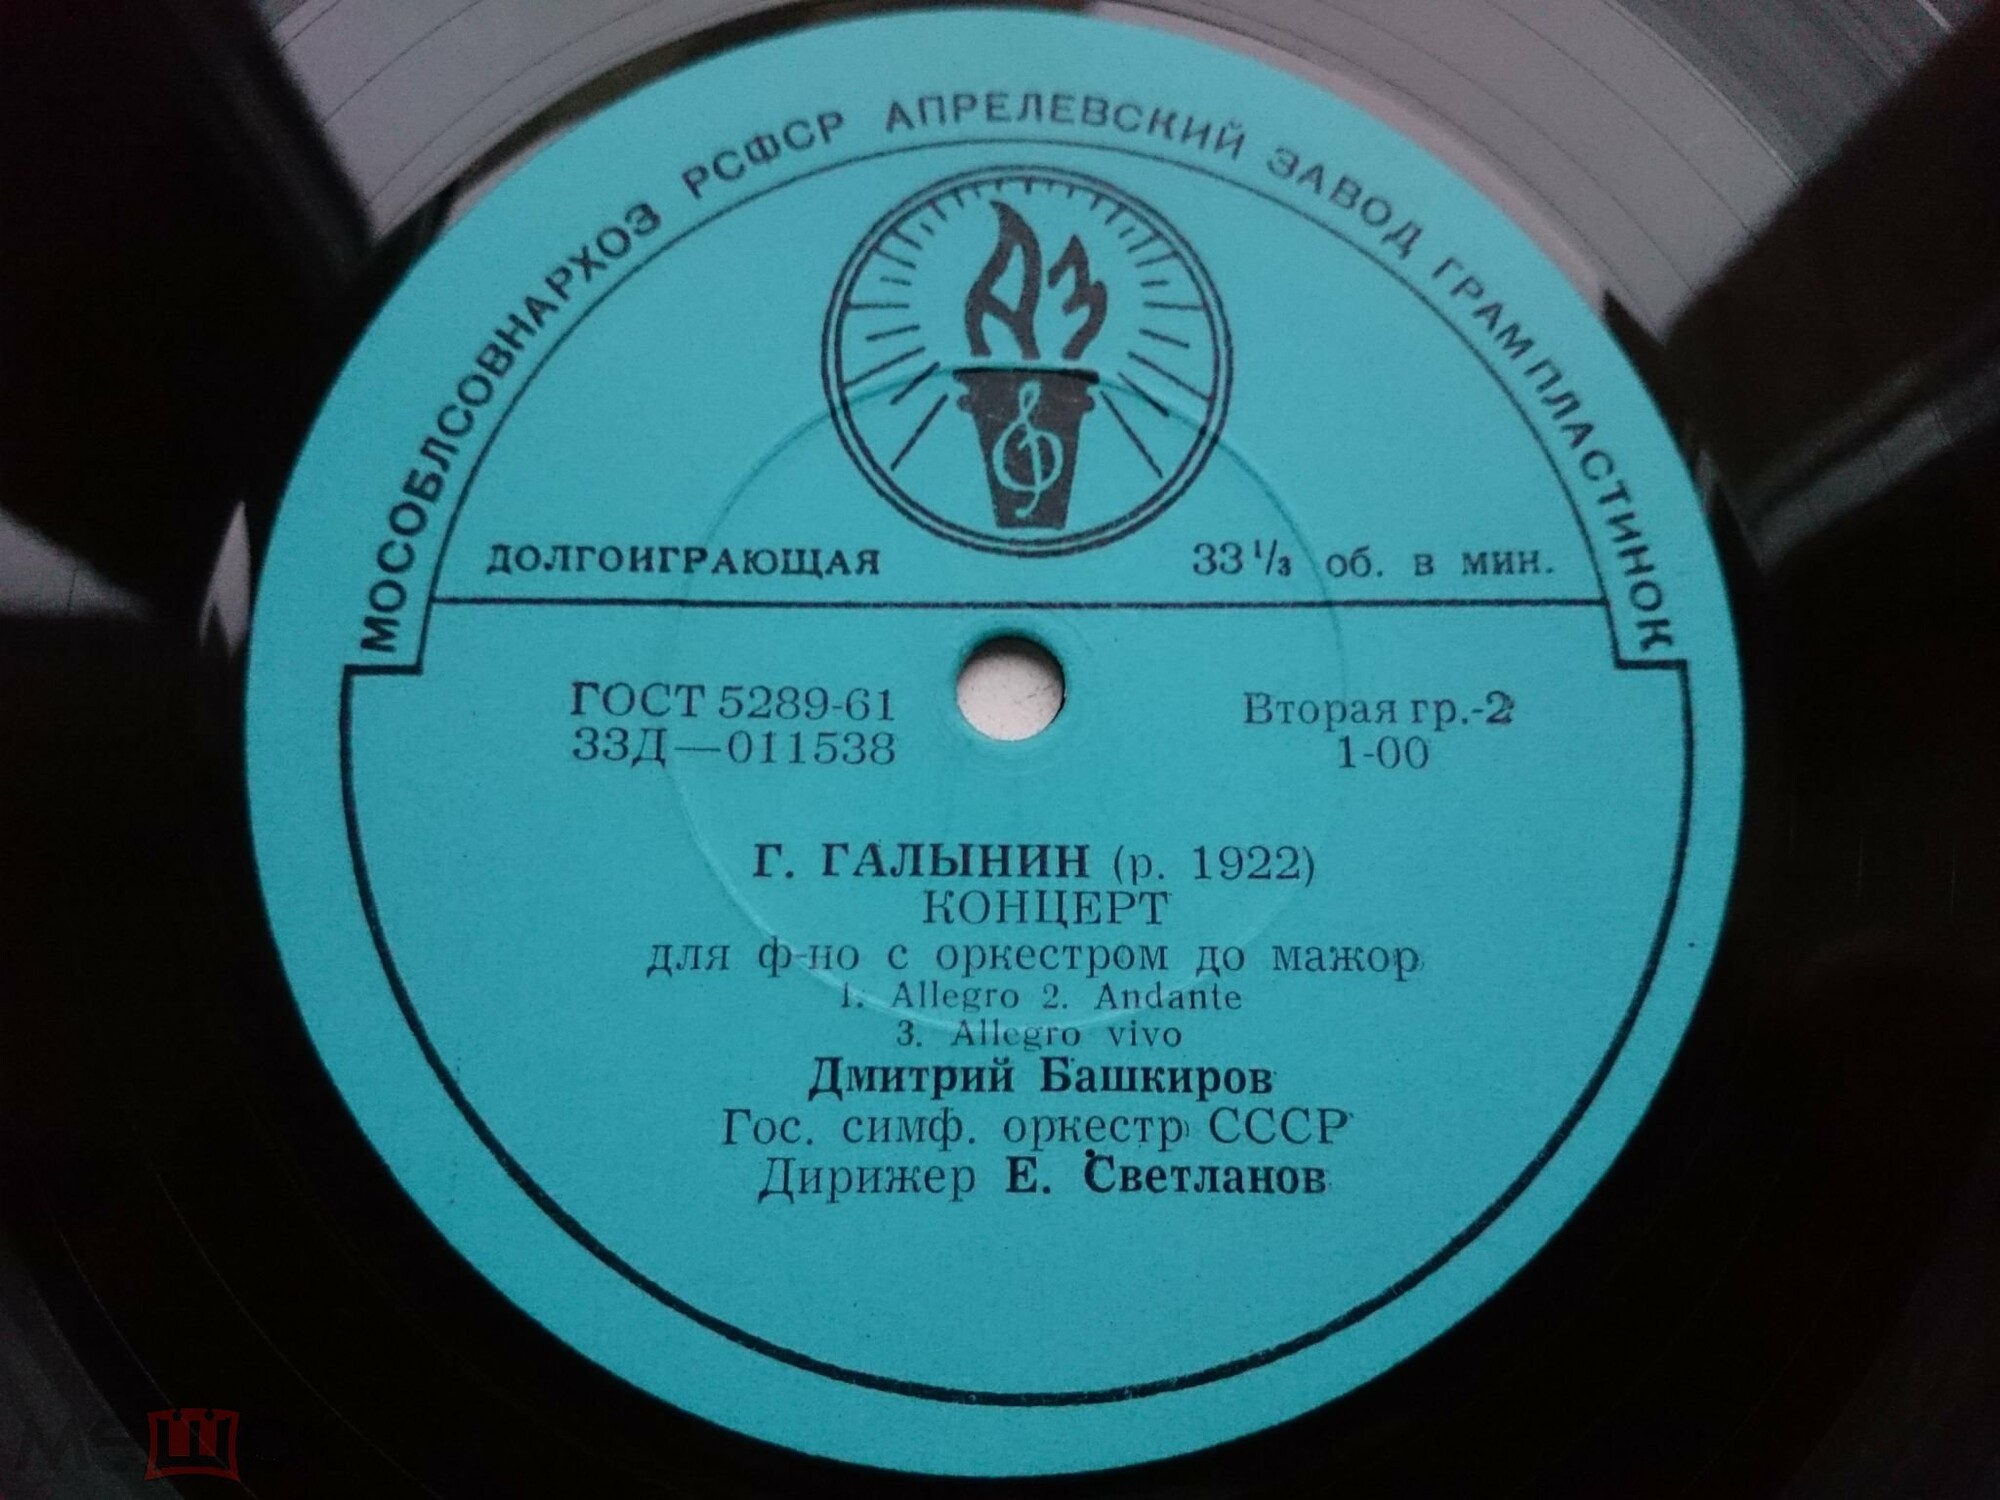 МОСОБЛСОВНАРХОЗ РСФСР АПРЕЛЕВСКИЙ ЗАВОД ГРАМПЛАСТИНОК
АЗ
ДОЛГОИГРАЮЩАЯ
33⅓ об. в мин.
ГОСТ 5289-61
33Д—011538
Вторая гр.-2
1-00
Г. ГАЛЫНИН (р. 1922)
КОНЦЕРТ
для ф-но с оркестром до мажор
1. Allegro 2. Andante
3. Allegro vivo
Дмитрий Башкиров
Гос. симф. оркестр СССР
Дирижер Е. Светланов